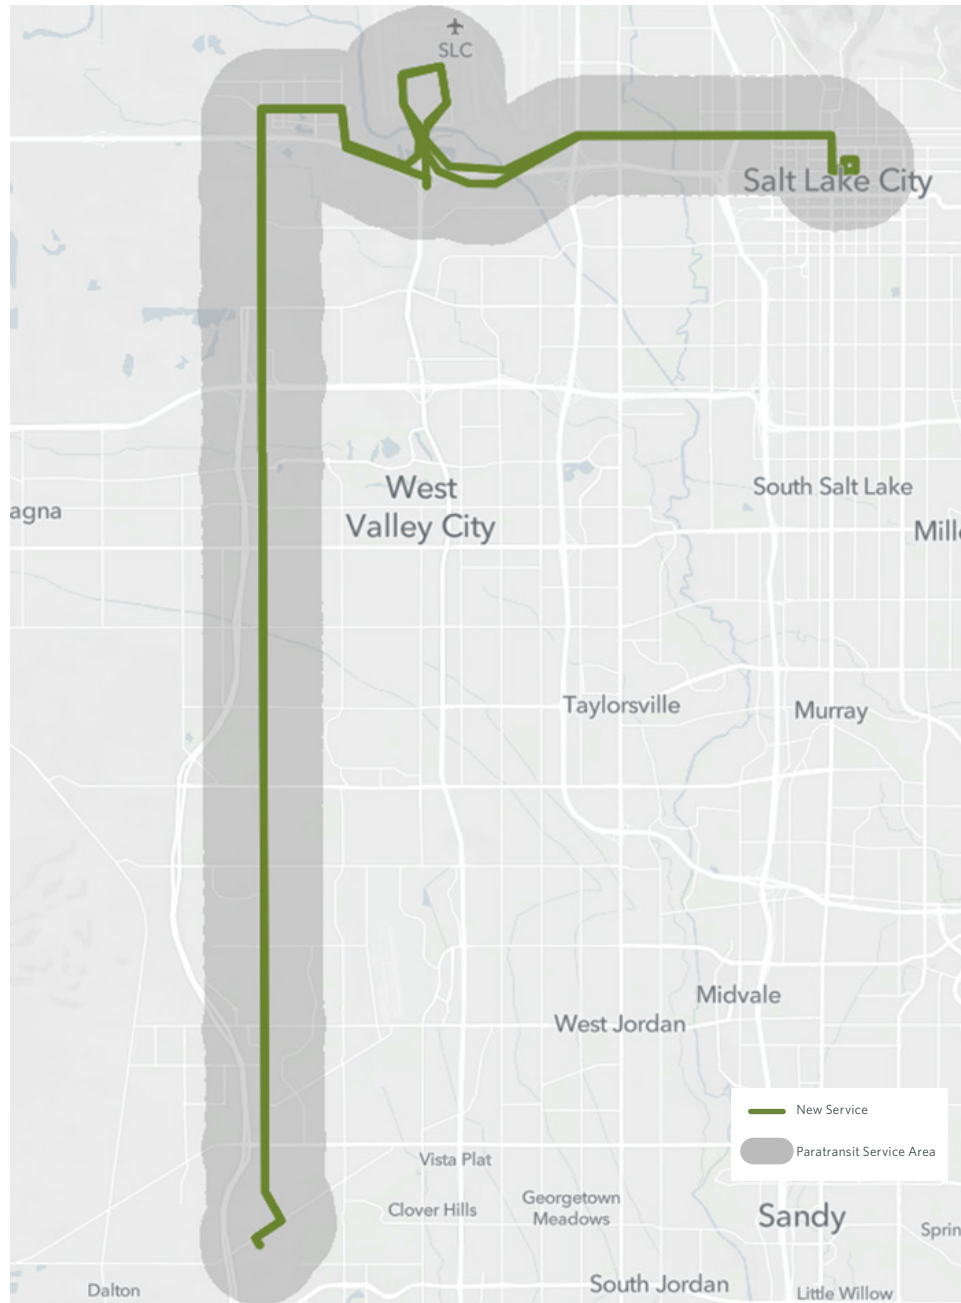 SLC
Salt Lake City
West
Valley City
South Salt Lake
agna
Mill
Taylorsville
Murray
Midvale
West Jordan
New Service
Paratransit Service Area
Vista Plat
Clover Hills
Georgetown
Meadows
Sandy
Sprin
South Jordan
Dalton
Little Willow